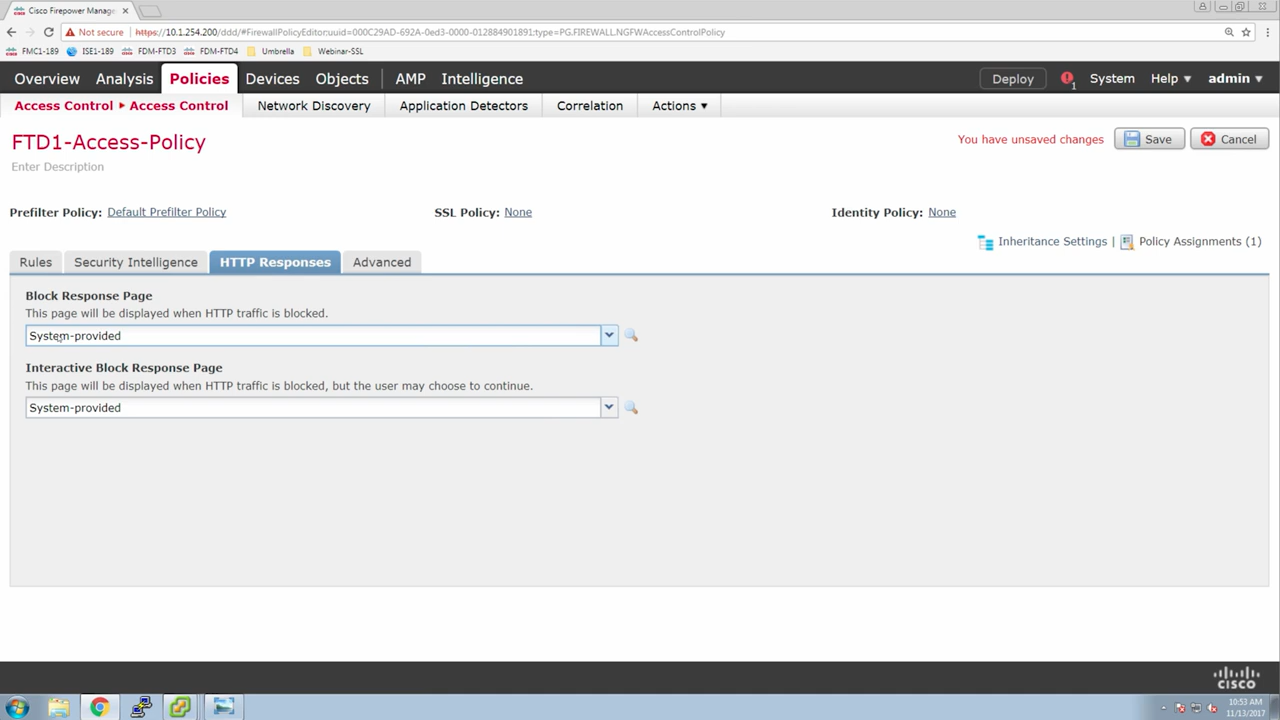 Cisco Firepower Manage
Not secure https://10.1.254.200/ddd/#FirewallPolicyEditor:uuid=000C29AD-692A-0ed3-0000-012884901891;type=PG.FIREWALL.NGFWAccessControlPolicy
FMC1-189 ISE1-189 FDM-FTD3 FDM-FTD4 Umbrella Webinar-SSL
Overview Analysis Policies Devices Objects AMP Intelligence Deploy 1 System Help admin
Access Control Access Control Network Discovery Application Detectors Correlation Actions
FTD1-Access-Policy You have unsaved changes Save Cancel
Enter Description
Prefilter Policy: Default Prefilter Policy SSL Policy: None Identity Policy: None
Inheritance Settings | Policy Assignments (1)
Rules Security Intelligence HTTP Responses Advanced
Block Response Page
This page will be displayed when HTTP traffic is blocked.
System-provided
Interactive Block Response Page
This page will be displayed when HTTP traffic is blocked, but the user may choose to continue.
System-provided
CISCO
10:53 AM
11/13/2017